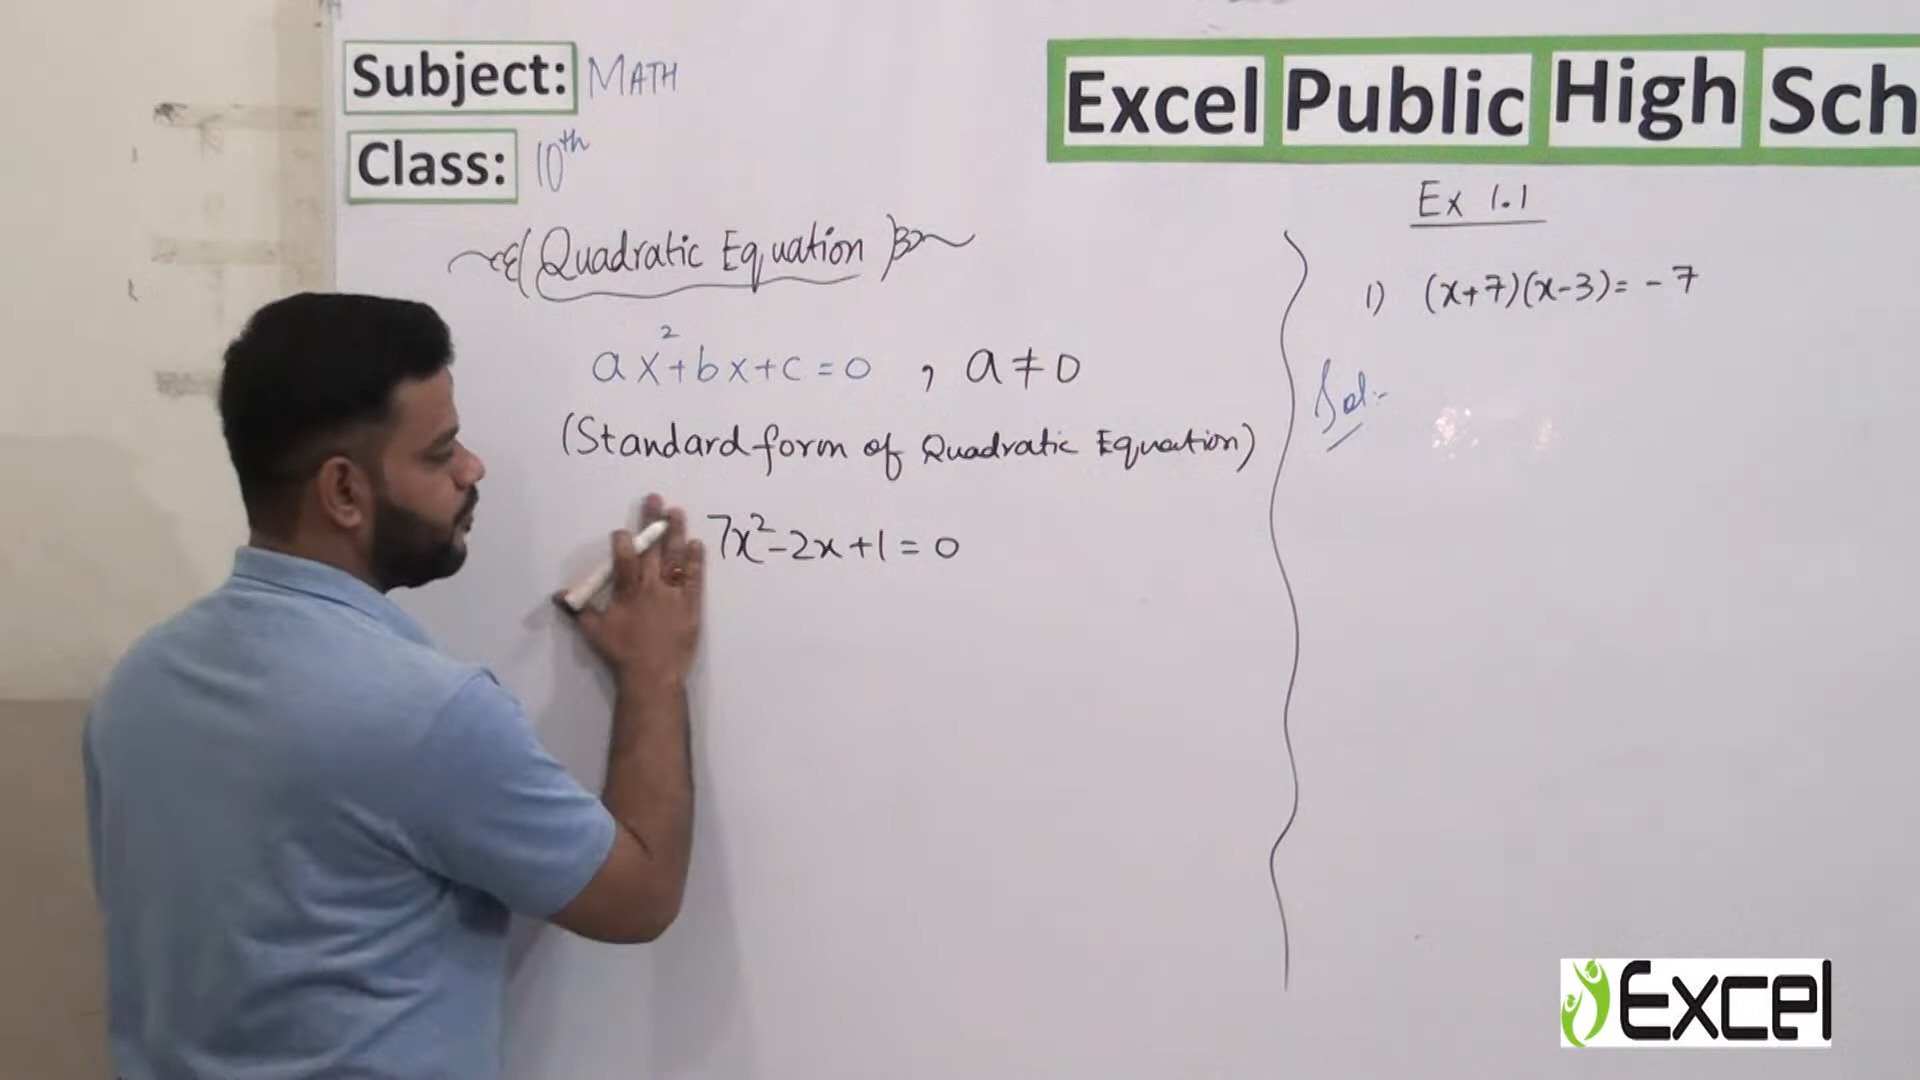 Subject: MATH
Class: 10th
Excel Public High Sch
Quadratic Equation
ax²+bx+c=0 , a≠0
(Standard form of Quadratic Equation)
7x²-2x+1=0
Ex 1.1
1) (x+7)(x-3)=-7
Sol:-
Excel